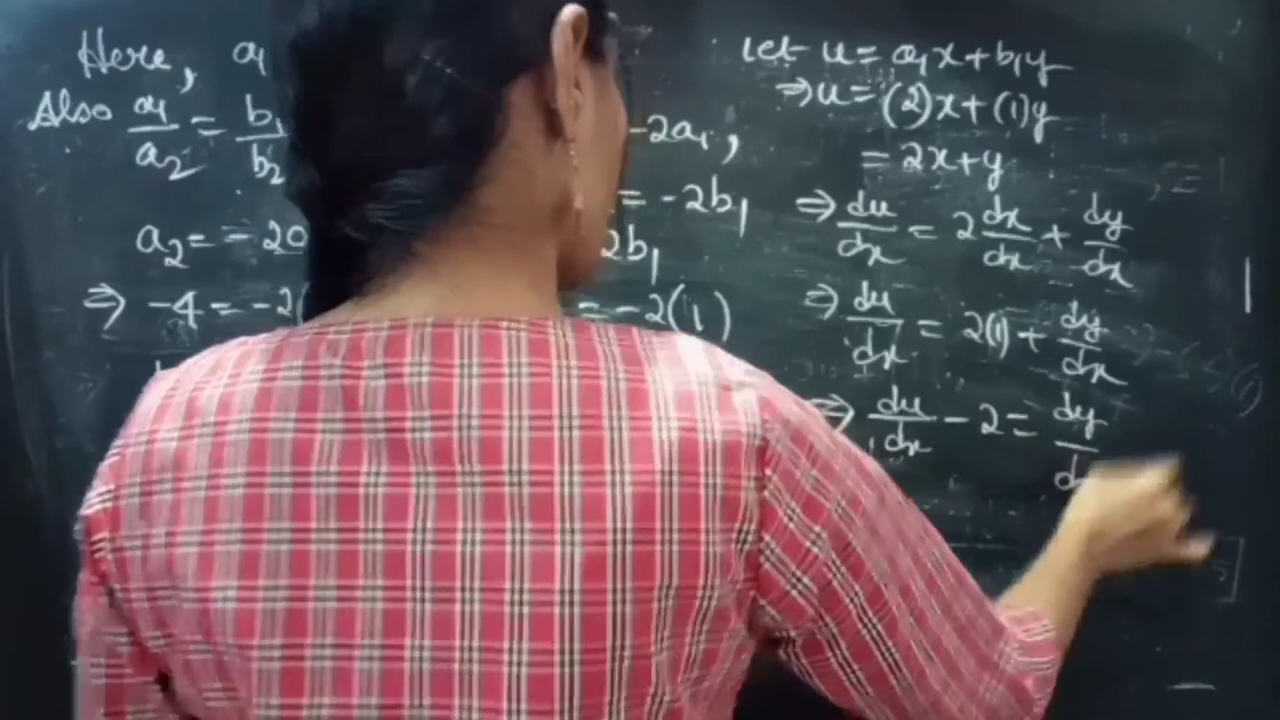 Here, a₁
Also a₁/a₂ = b₁/b₂
-2a₁,
= -2b₁
a₂ = -2a
2b₁
⇒ -4 = -2(
= -2(1)
Let u = a₁x + b₁y
⇒ u = (2)x + (1)y
= 2x + y
⇒ du/dx = 2 dx/dx + dy/dx
⇒ du/dx = 2(1) + dy/dx
⇒ du/dx - 2 = dy/d